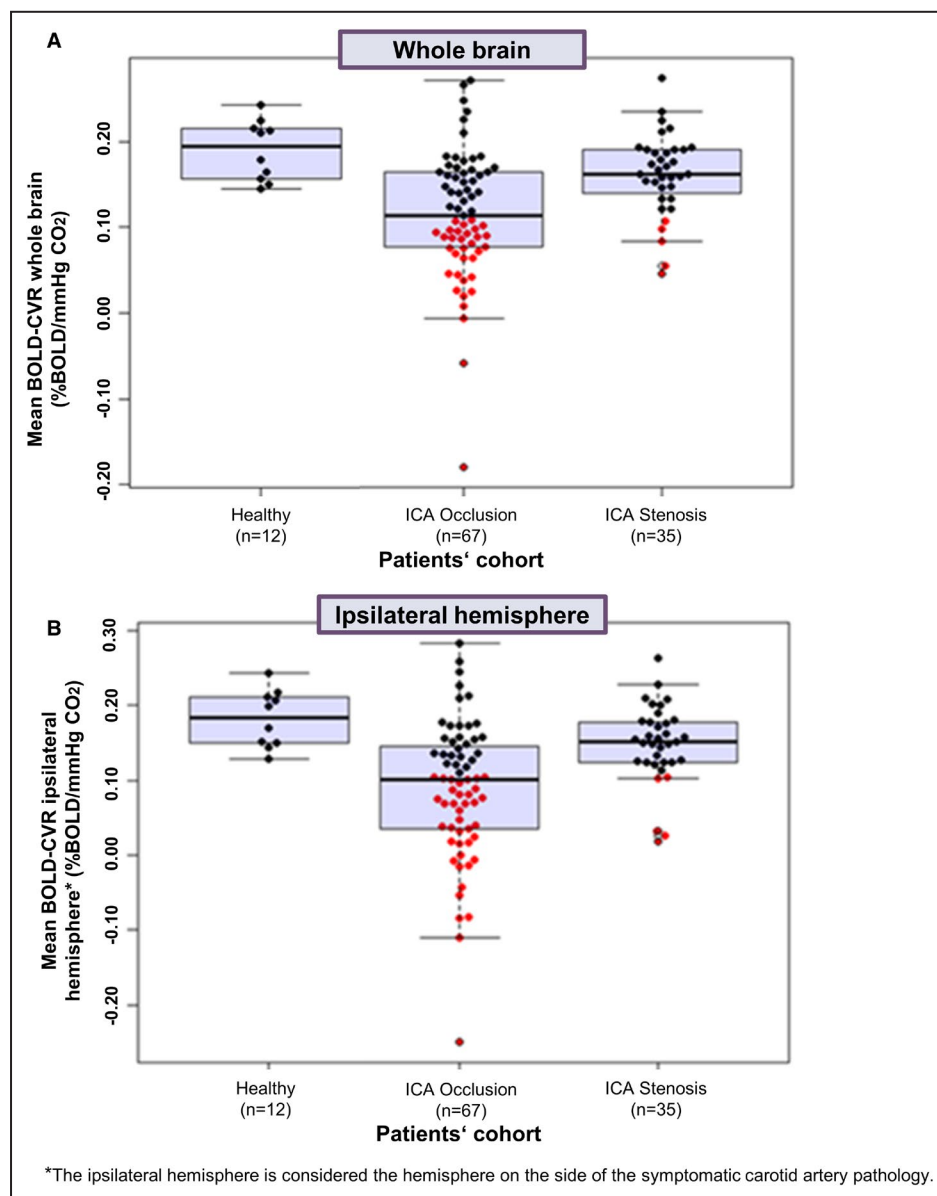 A
Whole brain
Mean BOLD-CVR whole brain
(%BOLD/mmHg CO2)
0.20
0.10
0.00
-0.10
-0.20
Healthy
(n=12)
ICA Occlusion
(n=67)
ICA Stenosis
(n=35)
Patients‘ cohort
B
Ipsilateral hemisphere
Mean BOLD-CVR ipsilateral
hemisphere* (%BOLD/mmHg CO2)
0.30
0.20
0.10
0.00
-0.10
-0.20
Healthy
(n=12)
ICA Occlusion
(n=67)
ICA Stenosis
(n=35)
Patients‘ cohort
*The ipsilateral hemisphere is considered the hemisphere on the side of the symptomatic carotid artery pathology.